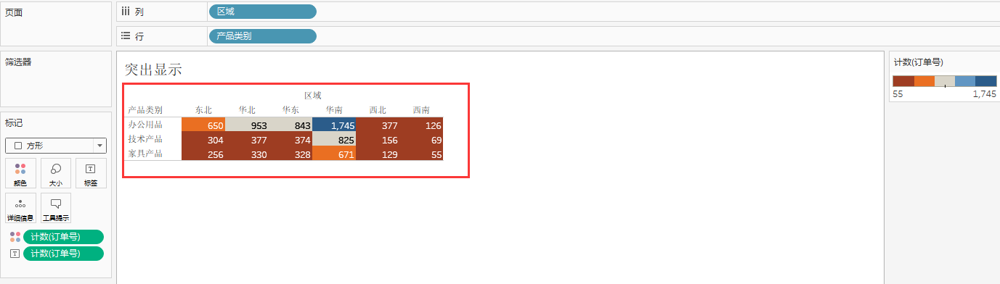 页面
列
区域
行
产品类别
筛选器
标记
方形
颜色
大小
标签
详细信息
工具提示
计数(订单号)
计数(订单号)
突出显示
区域
产品类别 东北 华北 华东 华南 西北 西南
办公用品 650 953 843 1,745 377 126
技术产品 304 377 374 825 156 69
家具产品 256 330 328 671 129 55
计数(订单号)
55 1,745